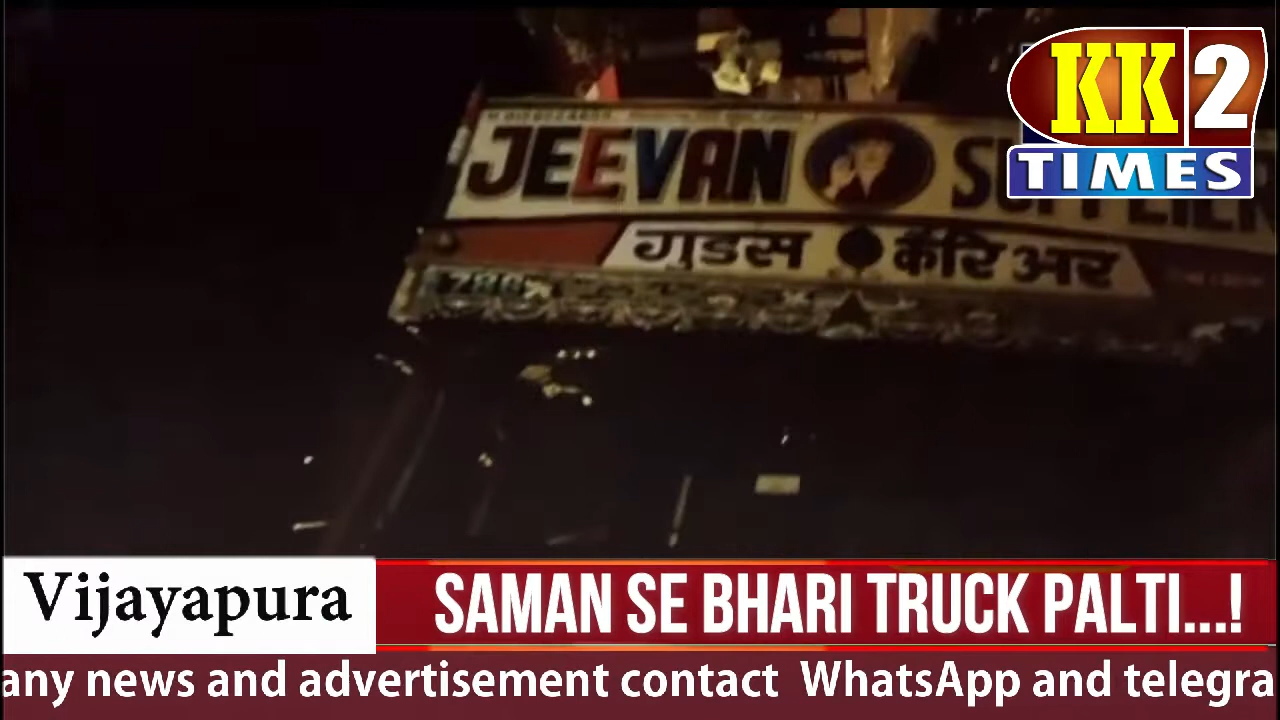 KK 2
TIMES
JEEVAN
गुडस कॅरिअर
786
Vijayapura
SAMAN SE BHARI TRUCK PALTI...!
any news and advertisement contact WhatsApp and telegra